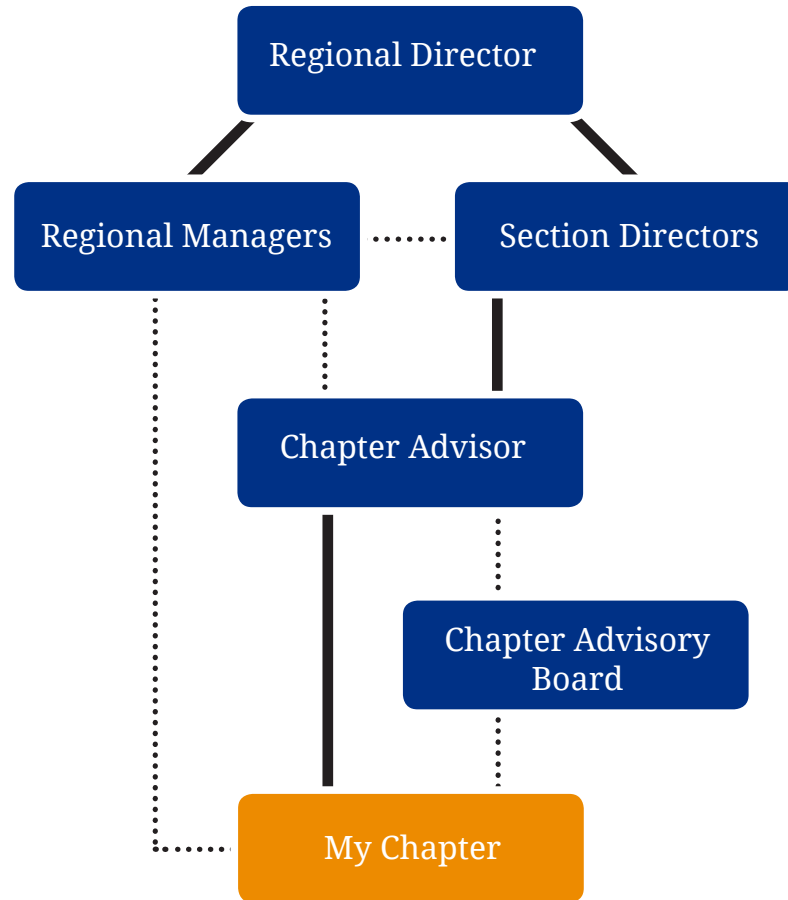 Regional Director
Regional Managers
Section Directors
Chapter Advisor
Chapter Advisory
Board
My Chapter